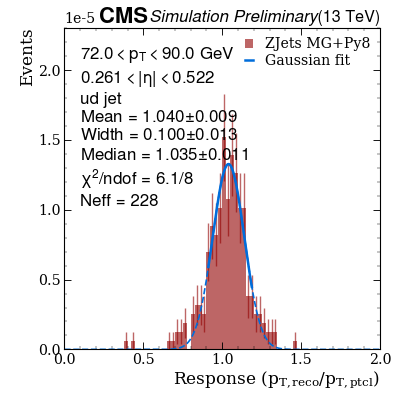 1e-5 CMS Simulation Preliminary (13 TeV)
Events
72.0 < p_T < 90.0 GeV
0.261 < |η| < 0.522
ud jet
Mean = 1.040±0.009
Width = 0.100±0.013
Median = 1.035±0.011
χ²/ndof = 6.1/8
Neff = 228
ZJets MG+Py8
Gaussian fit
2.0
1.5
1.0
0.5
0.0
0.0 0.5 1.0 1.5 2.0
Response (p_T,reco/p_T,ptcl)